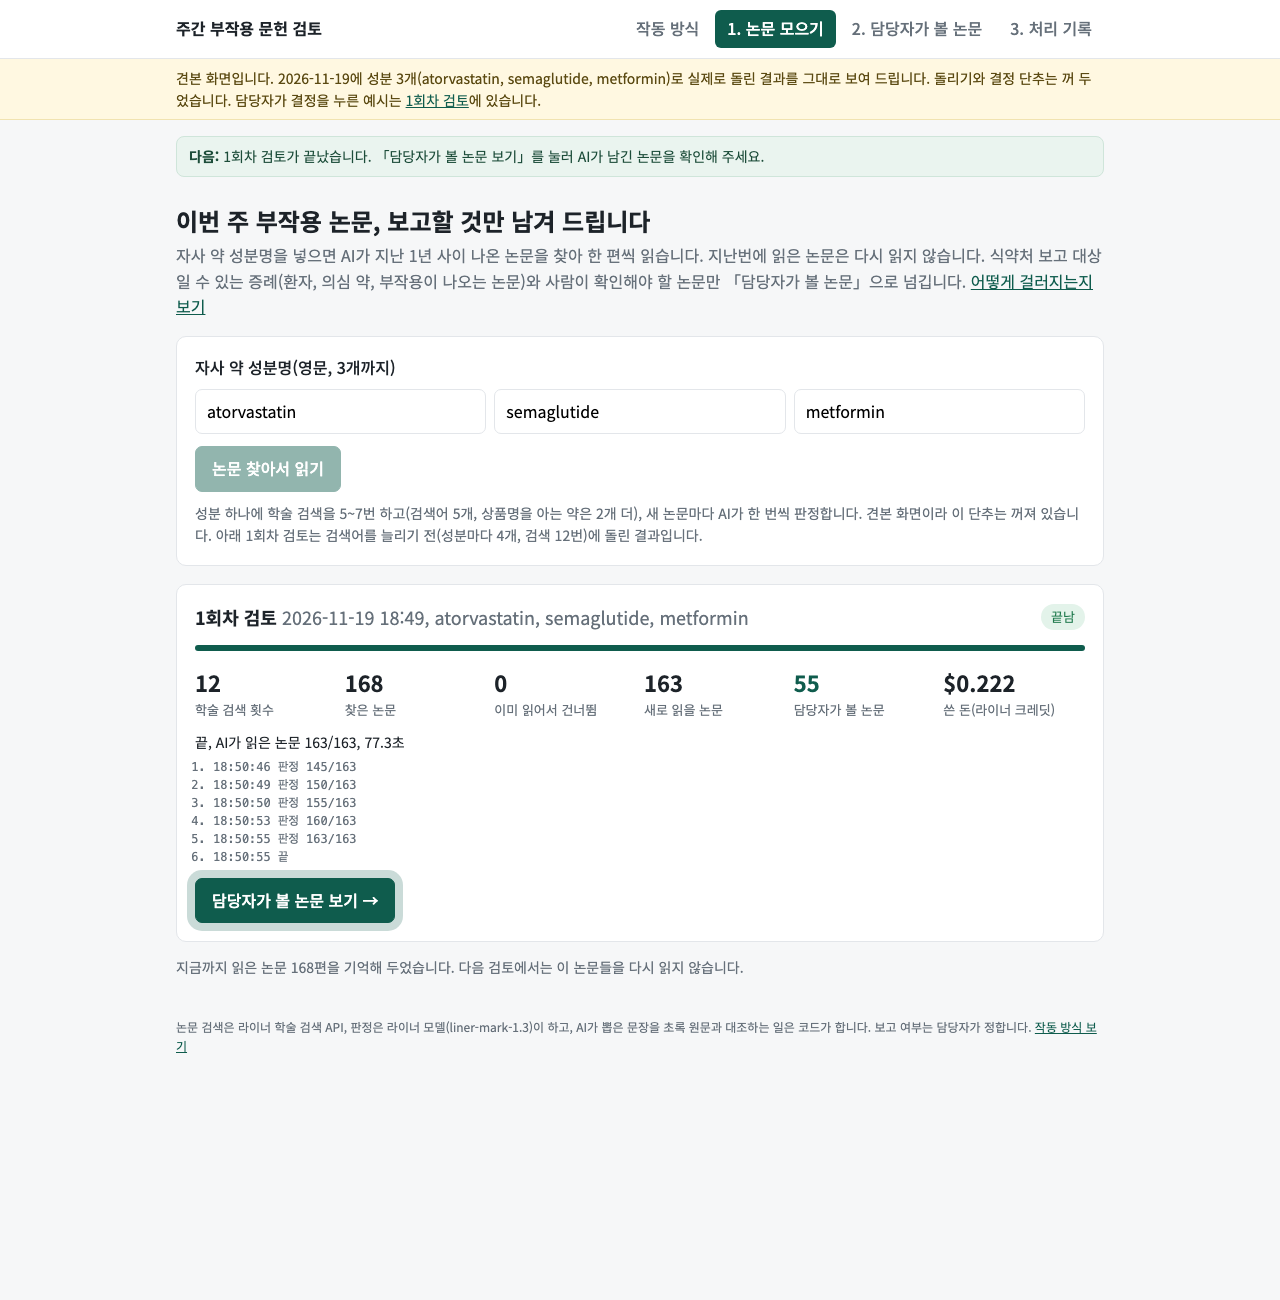 주간 부작용 문헌 검토
작동 방식
1. 논문 모으기
2. 담당자가 볼 논문
3. 처리 기록
견본 화면입니다. 2026-11-19에 성분 3개(atorvastatin, semaglutide, metformin)로 실제로 돌린 결과를 그대로 보여 드립니다. 돌리기와 결정 단추는 꺼 두
었습니다. 담당자가 결정을 누른 예시는 1회차 검토에 있습니다.
다음: 1회차 검토가 끝났습니다. 「담당자가 볼 논문 보기」를 눌러 AI가 남긴 논문을 확인해 주세요.
이번 주 부작용 논문, 보고할 것만 남겨 드립니다
자사 약 성분명을 넣으면 AI가 지난 1년 사이 나온 논문을 찾아 한 편씩 읽습니다. 지난번에 읽은 논문은 다시 읽지 않습니다. 식약처 보고 대상
일 수 있는 증례(환자, 의심 약, 부작용이 나오는 논문)와 사람이 확인해야 할 논문만 「담당자가 볼 논문」으로 넘깁니다. 어떻게 걸러지는지
보기
자사 약 성분명(영문, 3개까지)
atorvastatin
semaglutide
metformin
논문 찾아서 읽기
성분 하나에 학술 검색을 5~7번 하고(검색어 5개, 상품명을 아는 약은 2개 더), 새 논문마다 AI가 한 번씩 판정합니다. 견본 화면이라 이 단추는 꺼져 있습니
다. 아래 1회차 검토는 검색어를 늘리기 전(성분마다 4개, 검색 12번)에 돌린 결과입니다.
1회차 검토 2026-11-19 18:49, atorvastatin, semaglutide, metformin
끝남
12
학술 검색 횟수
168
찾은 논문
0
이미 읽어서 건너뜀
163
새로 읽을 논문
55
담당자가 볼 논문
$0.222
쓴 돈(라이너 크레딧)
끝, AI가 읽은 논문 163/163, 77.3초
1. 18:50:46 판정 145/163
2. 18:50:49 판정 150/163
3. 18:50:50 판정 155/163
4. 18:50:53 판정 160/163
5. 18:50:55 판정 163/163
6. 18:50:55 끝
담당자가 볼 논문 보기 →
지금까지 읽은 논문 168편을 기억해 두었습니다. 다음 검토에서는 이 논문들을 다시 읽지 않습니다.
논문 검색은 라이너 학술 검색 API, 판정은 라이너 모델(liner-mark-1.3)이 하고, AI가 뽑은 문장을 초록 원문과 대조하는 일은 코드가 합니다. 보고 여부는 담당자가 정합니다. 작동 방식 보
기